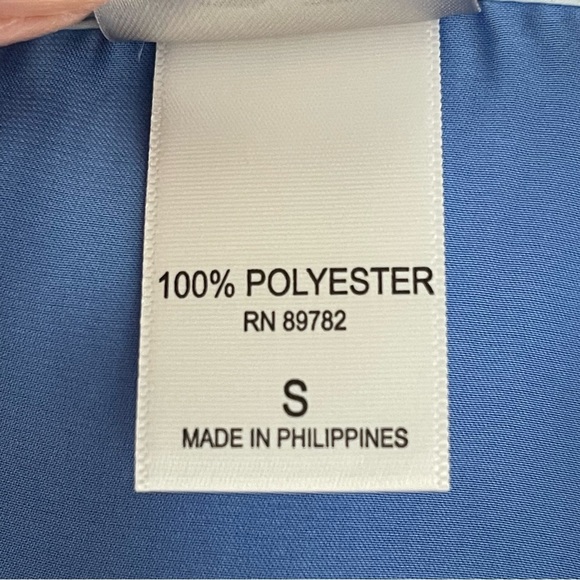 100% POLYESTER
RN 89782
S
MADE IN PHILIPPINES